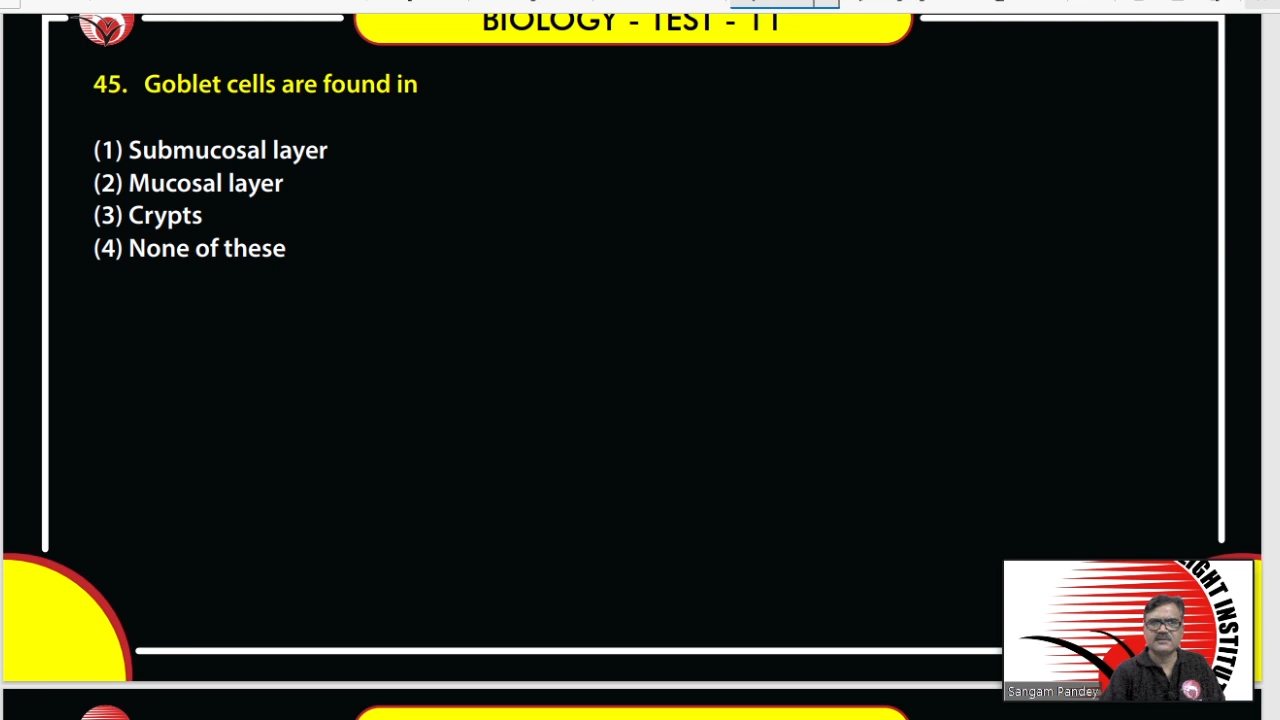 BIOLOGY - TEST - 11
45. Goblet cells are found in
(1) Submucosal layer
(2) Mucosal layer
(3) Crypts
(4) None of these
Sangam Pandey